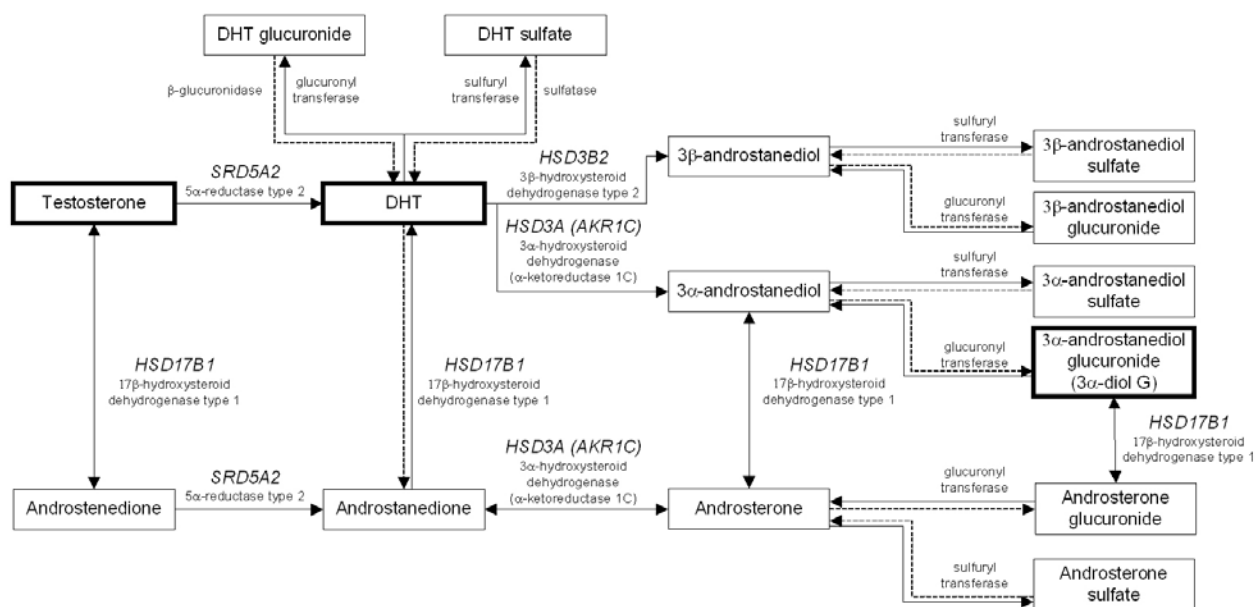 DHT glucuronide
DHT sulfate
β-glucuronidase
glucuronyl
transferase
sulfuryl
transferase
sulfatase
SRD5A2
5α-reductase type 2
HSD3B2
3β-hydroxysteroid
dehydrogenase type 2
Testosterone
DHT
3β-androstanediol
sulfuryl
transferase
3β-androstanediol
sulfate
glucuronyl
transferase
3β-androstanediol
glucuronide
HSD3A (AKR1C)
3α-hydroxysteroid
dehydrogenase
(α-ketoreductase 1C)
3α-androstanediol
sulfuryl
transferase
3α-androstanediol
sulfate
glucuronyl
transferase
3α-androstanediol
glucuronide
(3α-diol G)
HSD17B1
17β-hydroxysteroid
dehydrogenase type 1
HSD17B1
17β-hydroxysteroid
dehydrogenase type 1
HSD17B1
17β-hydroxysteroid
dehydrogenase type 1
HSD17B1
17β-hydroxysteroid
dehydrogenase type 1
SRD5A2
5α-reductase type 2
HSD3A (AKR1C)
3α-hydroxysteroid
dehydrogenase
(α-ketoreductase 1C)
Androstenedione
Androstanedione
Androsterone
glucuronyl
transferase
Androsterone
glucuronide
sulfuryl
transferase
Androsterone
sulfate